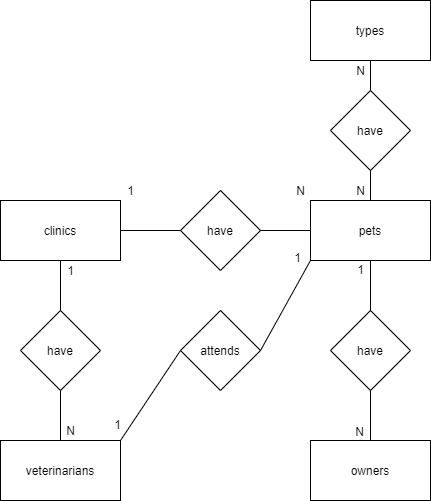 types
N
have
1
N
N
clinics
have
pets
1
1
1
have
attends
have
1
N
N
veterinarians
owners